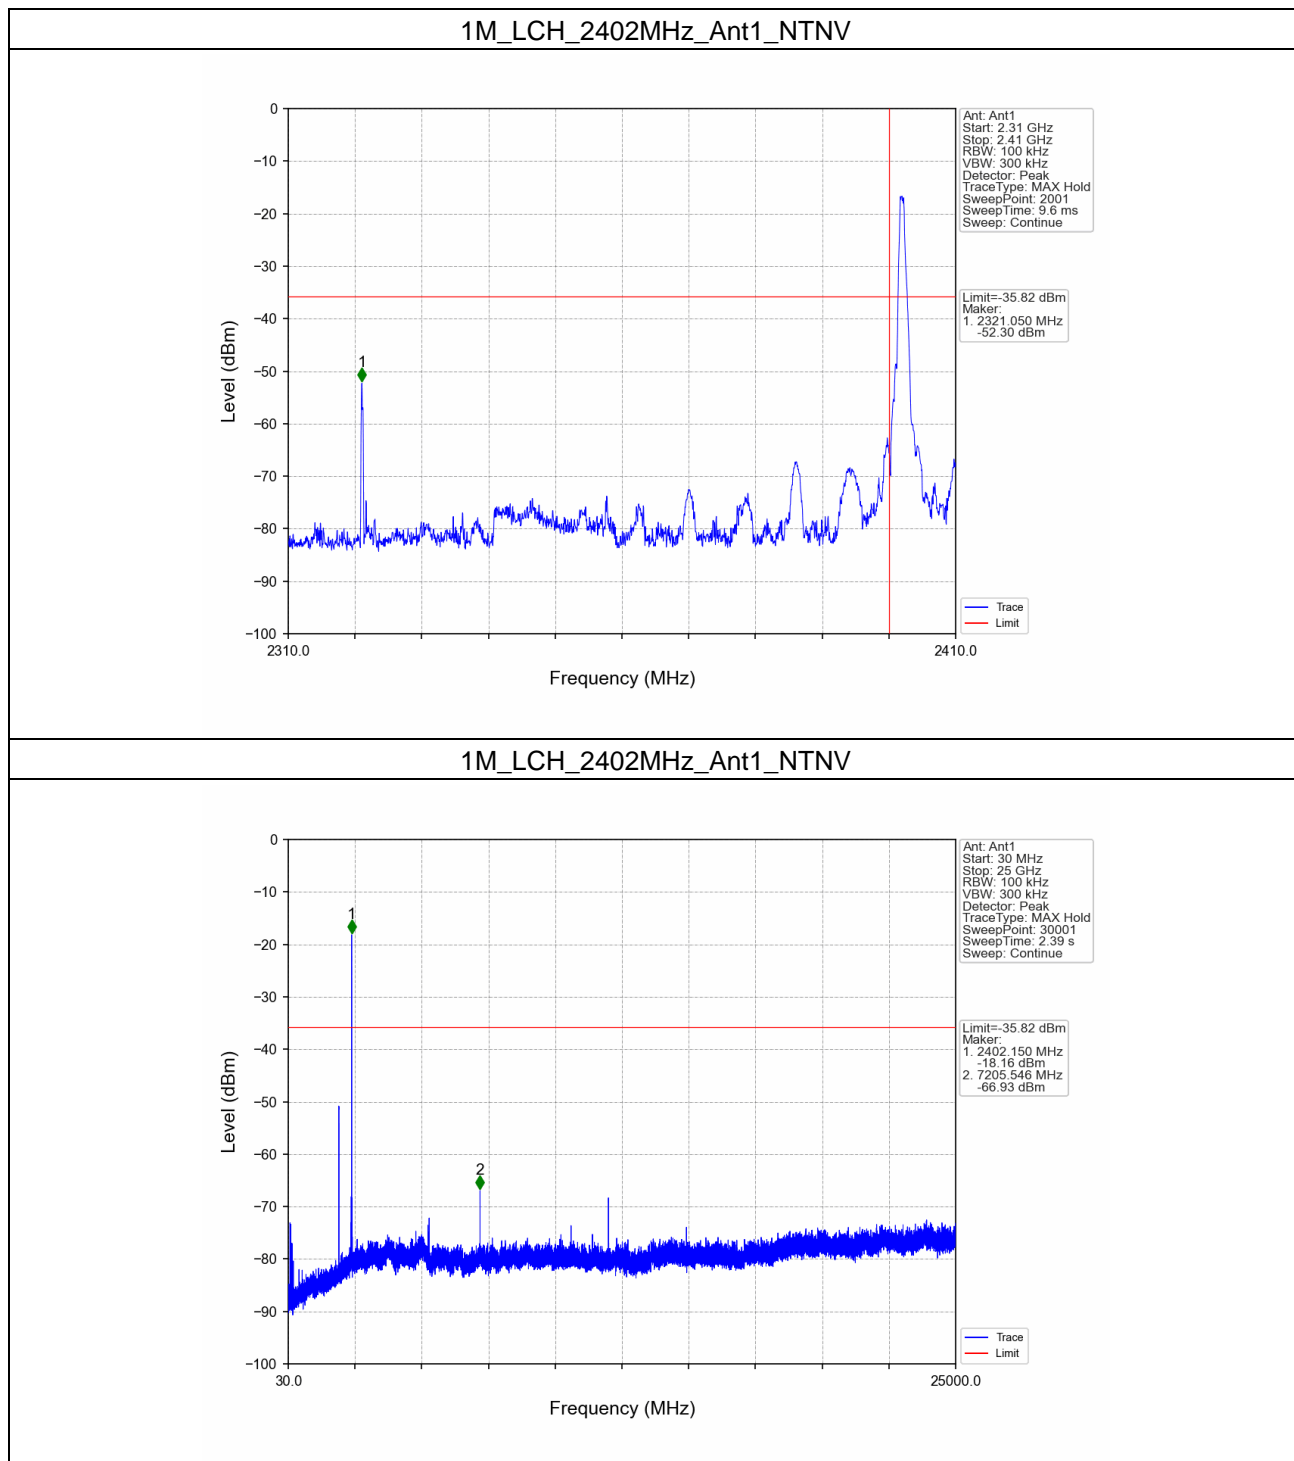 1M_LCH_2402MHz_Ant1_NTNV
0
−10
−20
−30
−40
−50
−60
−70
−80
−90
−100
Level (dBm)
1
2310.0
2410.0
Frequency (MHz)
Ant: Ant1
Start: 2.31 GHz
Stop: 2.41 GHz
RBW: 100 kHz
VBW: 300 kHz
Detector: Peak
TraceType: MAX Hold
SweepPoint: 2001
SweepTime: 9.6 ms
Sweep: Continue
Limit=-35.82 dBm
Maker:
1. 2321.050 MHz
-52.30 dBm
Trace
Limit
1M_LCH_2402MHz_Ant1_NTNV
0
−10
−20
−30
−40
−50
−60
−70
−80
−90
−100
Level (dBm)
1
2
30.0
25000.0
Frequency (MHz)
Ant: Ant1
Start: 30 MHz
Stop: 25 GHz
RBW: 100 kHz
VBW: 300 kHz
Detector: Peak
TraceType: MAX Hold
SweepPoint: 30001
SweepTime: 2.39 s
Sweep: Continue
Limit=-35.82 dBm
Maker:
1. 2402.150 MHz
-18.16 dBm
2. 7205.546 MHz
-66.93 dBm
Trace
Limit